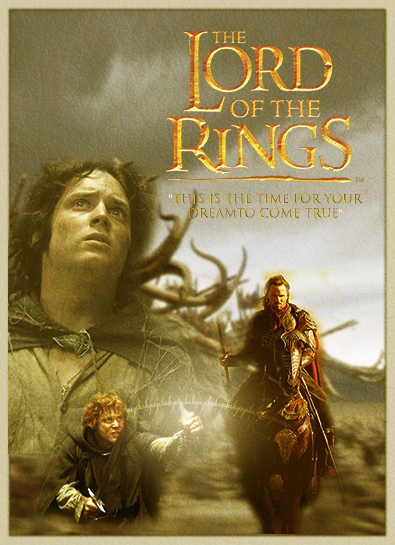 THE
LORD
OF THE
RINGS
TM
"THIS IS THE TIME FOR YOUR
DREAMTO COME TRUE"